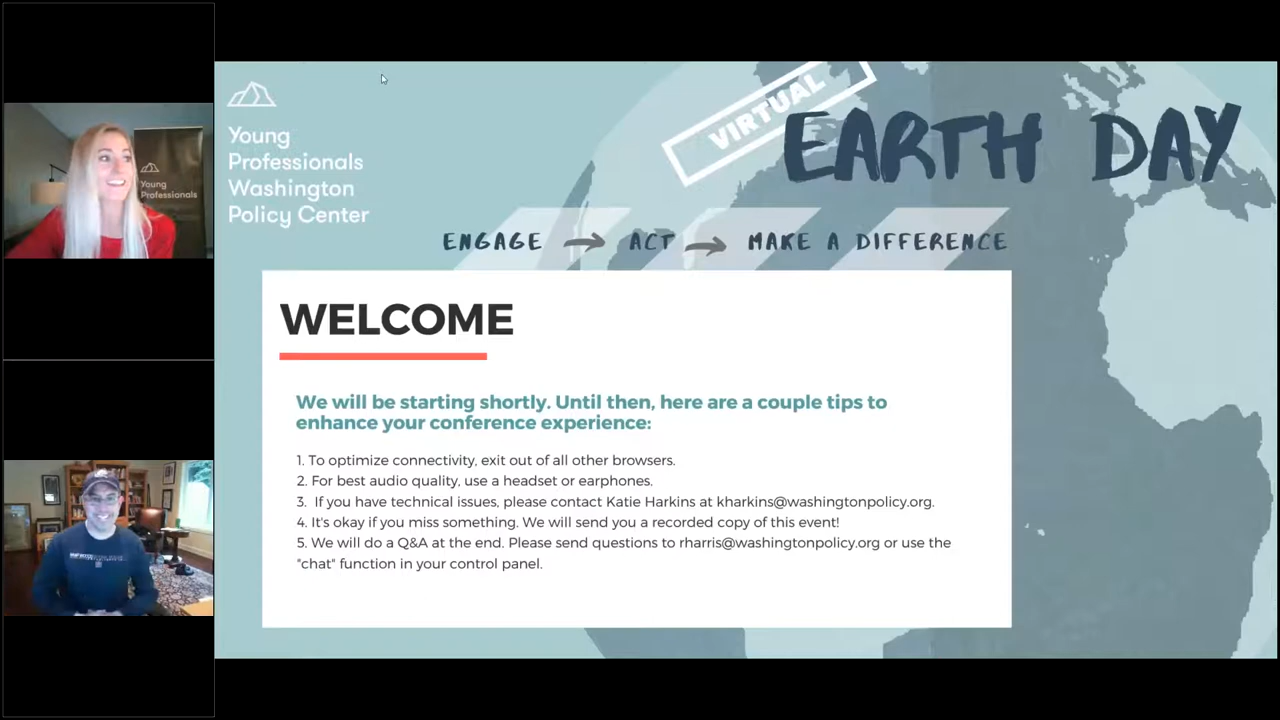 Young
Professionals
Washington
Policy Center
VIRTUAL
EARTH DAY
ENGAGE → ACT → MAKE A DIFFERENCE
WELCOME
We will be starting shortly. Until then, here are a couple tips to
enhance your conference experience:
1. To optimize connectivity, exit out of all other browsers.
2. For best audio quality, use a headset or earphones.
3. If you have technical issues, please contact Katie Harkins at kharkins@washingtonpolicy.org.
4. It's okay if you miss something. We will send you a recorded copy of this event!
5. We will do a Q&A at the end. Please send questions to rharris@washingtonpolicy.org or use the
"chat" function in your control panel.
Young
Professionals